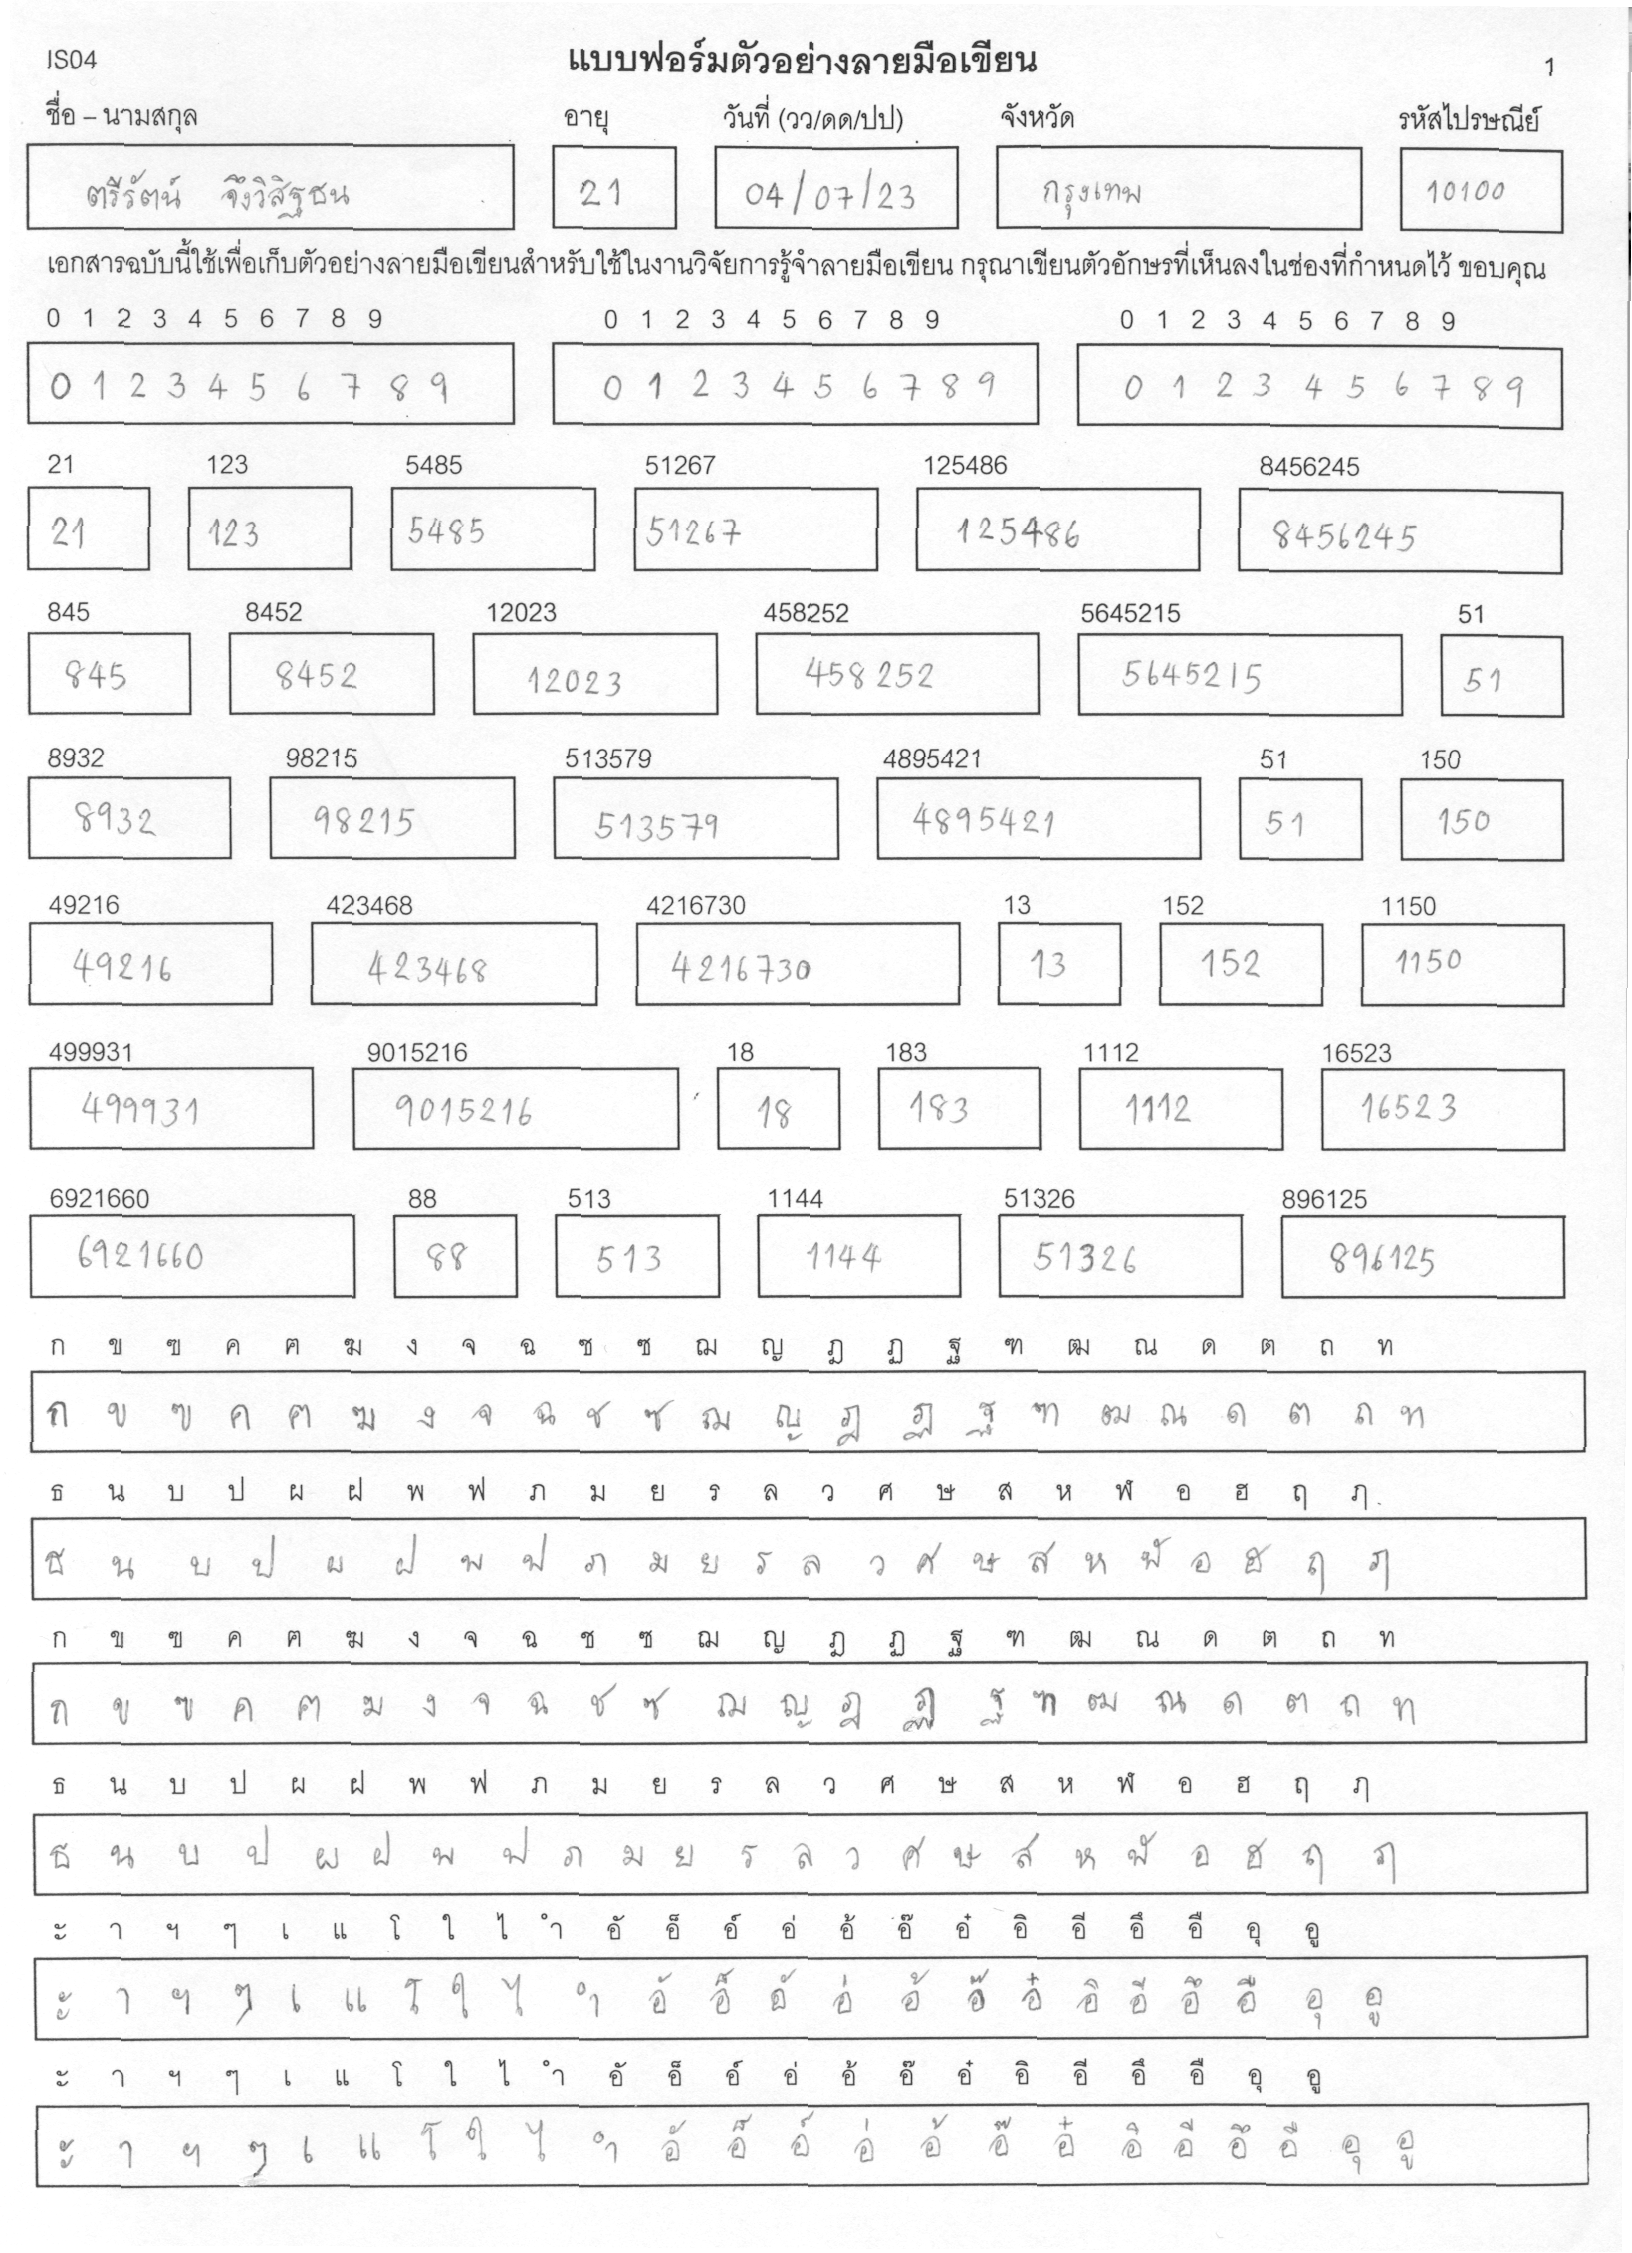 JS04 แบบฟอร์มตัวอย่างลายมือเขียน 1
ชื่อ – นามสกุล อายุ วันที่ (วว/ดด/ปป) จังหวัด รหัสไปรษณีย์
ตรีรัตน์ จึงวิสิฐชน 21 04/07/23 กรุงเทพ 10100
เอกสารฉบับนี้ใช้เพื่อเก็บตัวอย่างลายมือเขียนสำหรับใช้ในงานวิจัยการรู้จำลายมือเขียน กรุณาเขียนตัวอักษรที่เห็นลงในช่องที่กำหนดไว้ ขอบคุณ
0 1 2 3 4 5 6 7 8 9 0 1 2 3 4 5 6 7 8 9 0 1 2 3 4 5 6 7 8 9
0 1 2 3 4 5 6 7 8 9 0 1 2 3 4 5 6 7 8 9 0 1 2 3 4 5 6 7 8 9
21 123 5485 51267 125486 8456245
21 123 5485 51267 125486 8456245
845 8452 12023 458252 5645215 51
845 8452 12023 458252 5645215 51
8932 98215 513579 4895421 51 150
8932 98215 513579 4895421 51 150
49216 423468 4216730 13 152 1150
49216 423468 4216730 13 152 1150
499931 9015216 18 183 1112 16523
499931 9015216 18 183 1112 16523
6921660 88 513 1144 51326 896125
6921660 88 513 1144 51326 896125
ก ข ฃ ค ฅ ฆ ง จ ฉ ช ซ ฌ ญ ฎ ฏ ฐ ฑ ฒ ณ ด ต ถ ท
ก ข ฃ ค ฅ ฆ ง จ ฉ ช ซ ฌ ญ ฎ ฏ ฐ ฑ ฒ ณ ด ต ถ ท
ธ น บ ป ผ ฝ พ ฟ ภ ม ย ร ล ว ศ ษ ส ห ฬ อ ฮ ฤ ฦ
ธ น บ ป ผ ฝ พ ฟ ภ ม ย ร ล ว ศ ษ ส ห ฬ อ ฮ ฤ ฦ
ก ข ฃ ค ฅ ฆ ง จ ฉ ช ซ ฌ ญ ฎ ฏ ฐ ฑ ฒ ณ ด ต ถ ท
ก ข ฃ ค ฅ ฆ ง จ ฉ ช ซ ฌ ญ ฎ ฏ ฐ ฑ ฒ ณ ด ต ถ ท
ธ น บ ป ผ ฝ พ ฟ ภ ม ย ร ล ว ศ ษ ส ห ฬ อ ฮ ฤ ฦ
ธ น บ ป ผ ฝ พ ฟ ภ ม ย ร ล ว ศ ษ ส ห ฬ อ ฮ ฤ ฦ
ะ า ฯ ๆ เ แ โ ใ ไ ำ อั อ็ อ์ อ่ อ้ อ๊ อ๋ อิ อี อึ อื อุ อู
ะ า ฯ ๆ เ แ โ ใ ไ ำ อั อ็ อ์ อ่ อ้ อ๊ อ๋ อิ อี อึ อื อุ อู
ะ า ฯ ๆ เ แ โ ใ ไ ำ อั อ็ อ์ อ่ อ้ อ๊ อ๋ อิ อี อึ อื อุ อู
ะ า ฯ ๆ เ แ โ ใ ไ ำ อั อ็ อ์ อ่ อ้ อ๊ อ๋ อิ อี อึ อื อุ อู